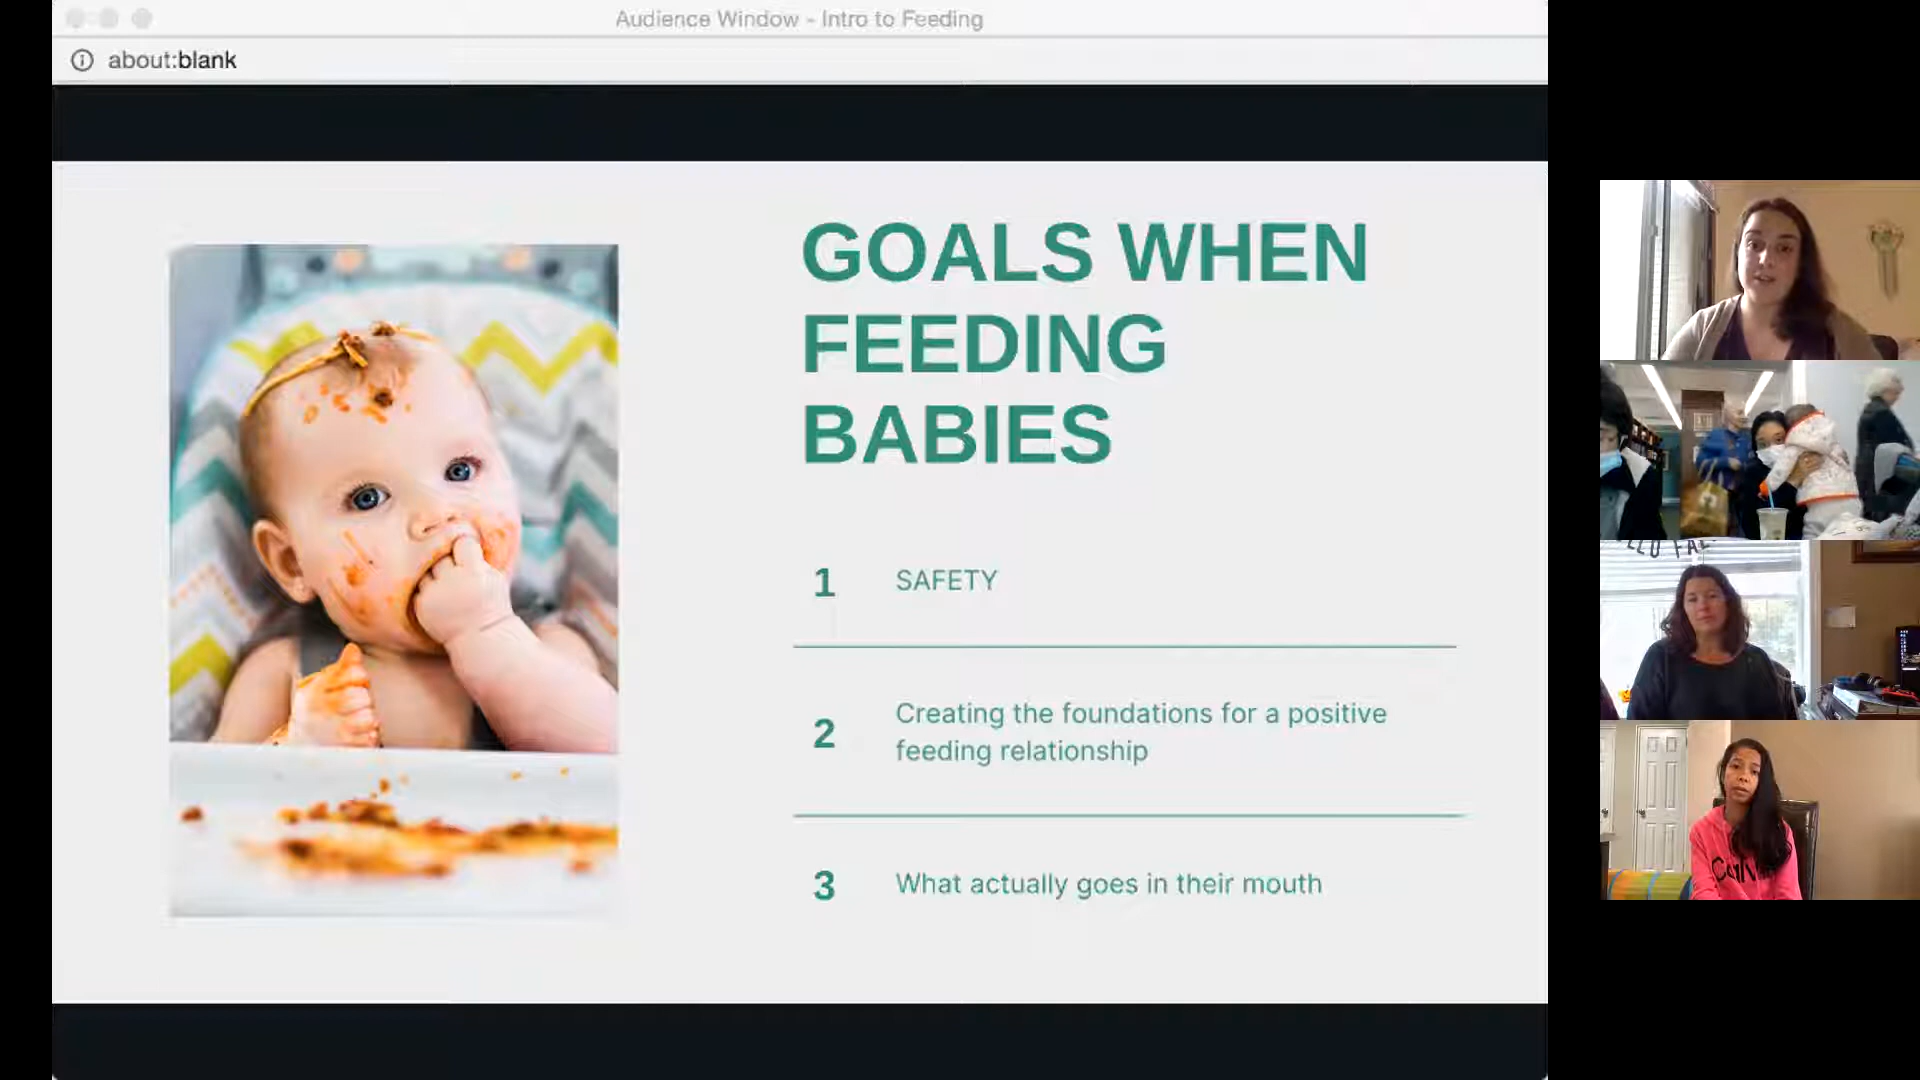 Audience Window - Intro to Feeding
about:blank
GOALS WHEN
FEEDING
BABIES
1 SAFETY
2 Creating the foundations for a positive
feeding relationship
3 What actually goes in their mouth